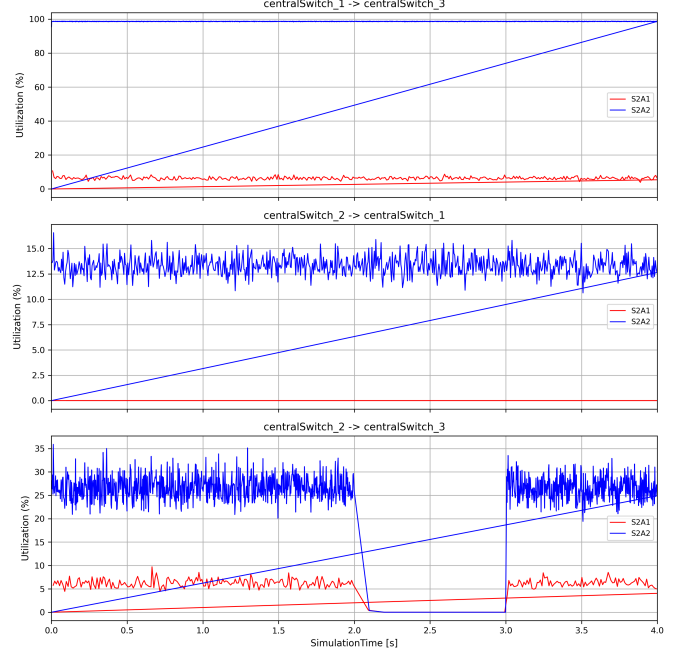 centralSwitch_1 -> centralSwitch_3
100
80
60
40
20
0
Utilization (%)
S2A1
S2A2
centralSwitch_2 -> centralSwitch_1
15.0
12.5
10.0
7.5
5.0
2.5
0.0
Utilization (%)
S2A1
S2A2
centralSwitch_2 -> centralSwitch_3
35
30
25
20
15
10
5
0
Utilization (%)
S2A1
S2A2
0.0 0.5 1.0 1.5 2.0 2.5 3.0 3.5 4.0
SimulationTime [s]